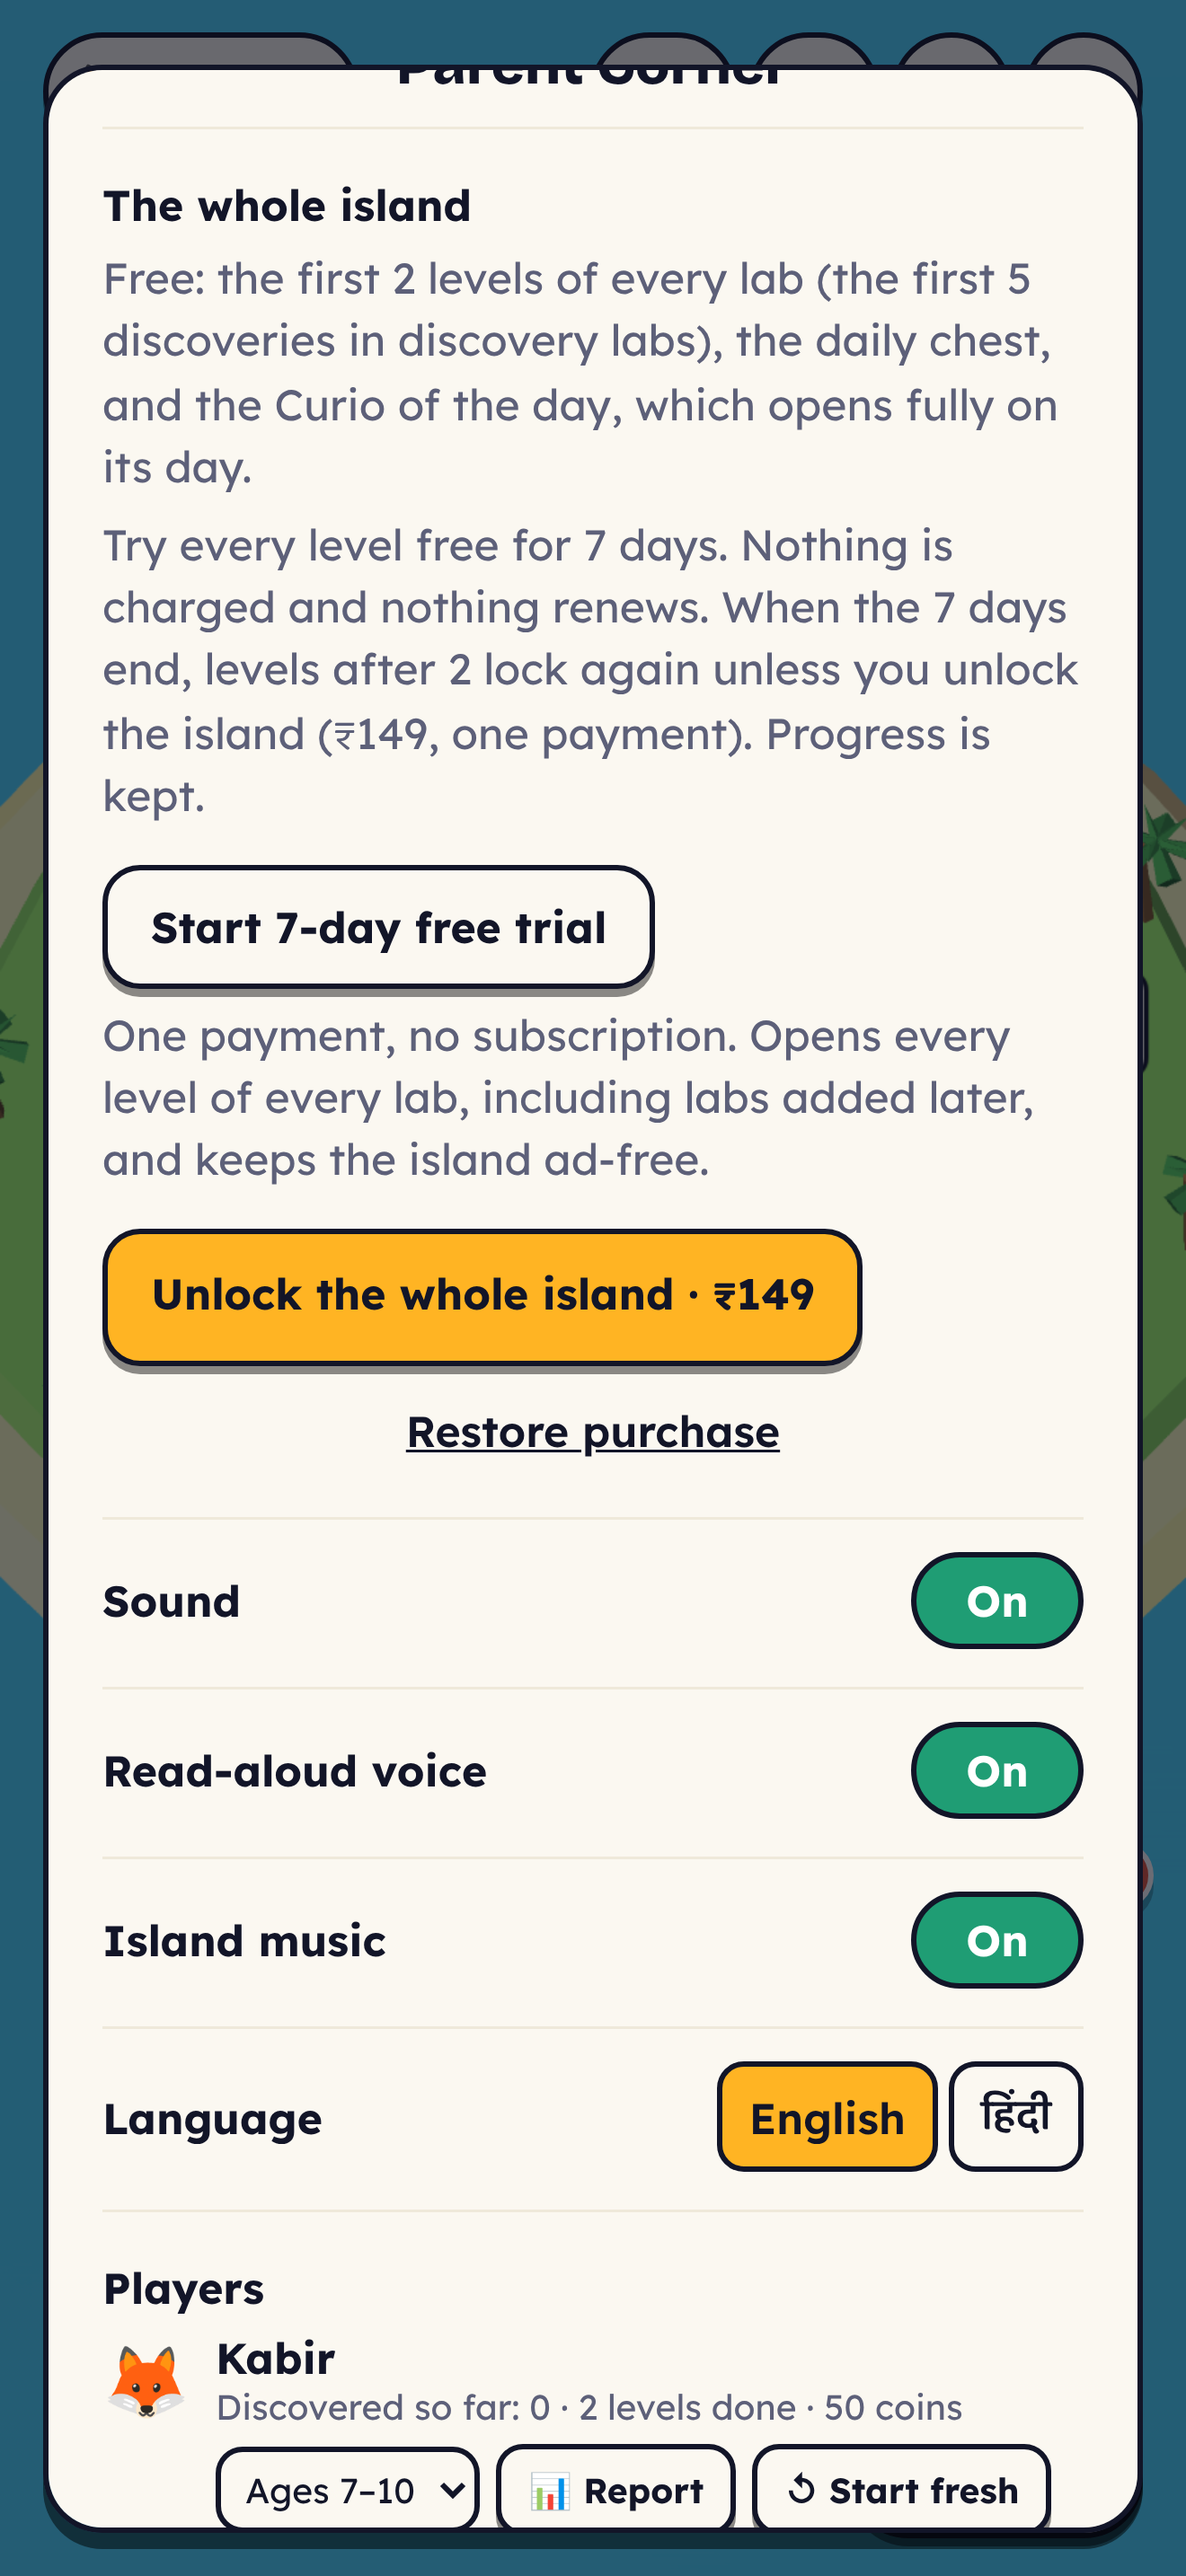 Parent Corner
The whole island
Free: the first 2 levels of every lab (the first 5
discoveries in discovery labs), the daily chest,
and the Curio of the day, which opens fully on
its day.
Try every level free for 7 days. Nothing is
charged and nothing renews. When the 7 days
end, levels after 2 lock again unless you unlock
the island (₹149, one payment). Progress is
kept.
Start 7-day free trial
One payment, no subscription. Opens every
level of every lab, including labs added later,
and keeps the island ad-free.
Unlock the whole island · ₹149
Restore purchase
Sound On
Read-aloud voice On
Island music On
Language English हिंदी
Players
Kabir
Discovered so far: 0 · 2 levels done · 50 coins
Ages 7–10 Report Start fresh